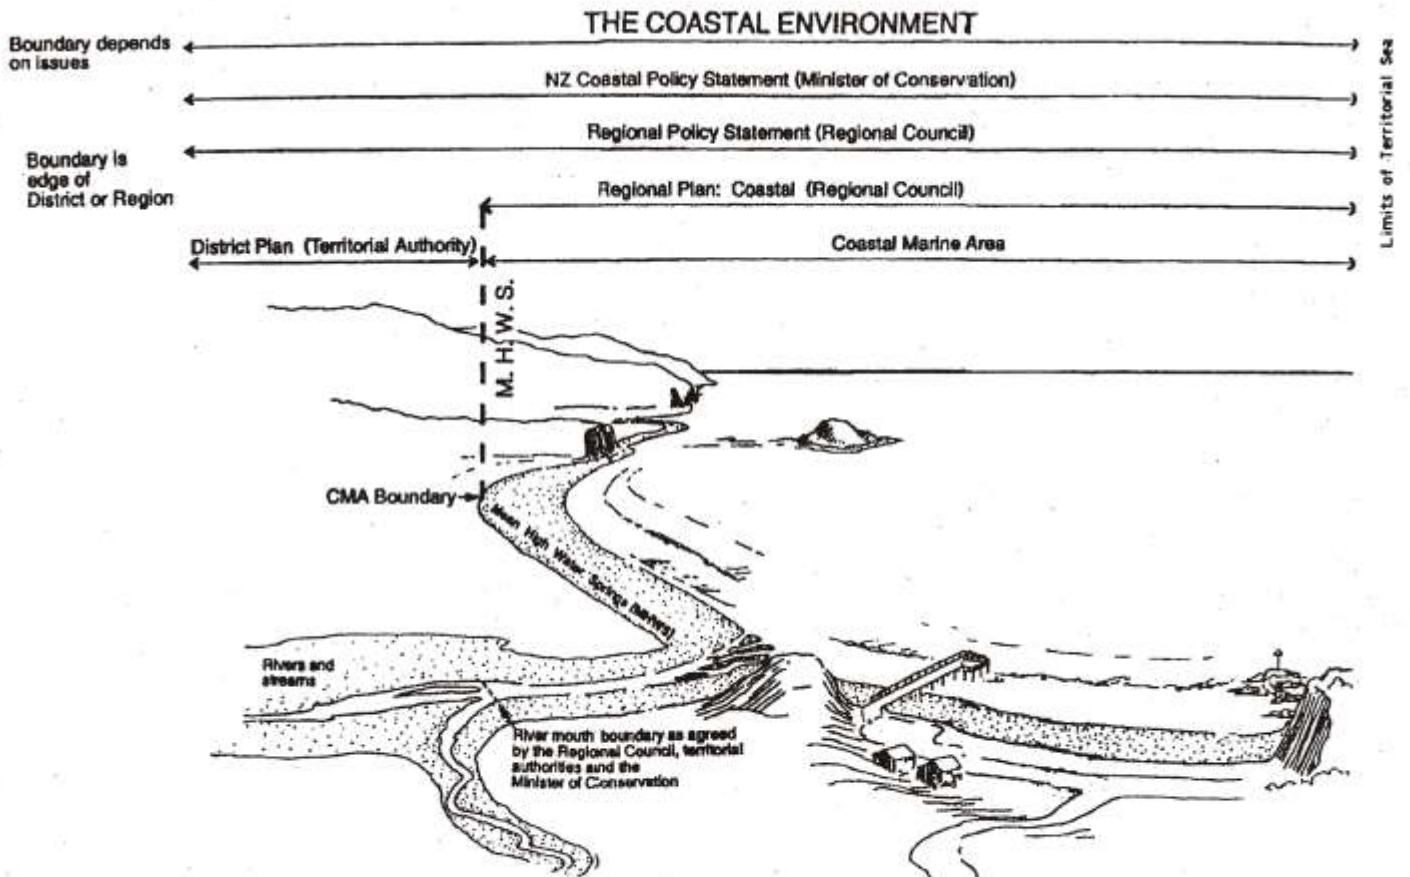 THE COASTAL ENVIRONMENT
Boundary depends
on issues
NZ Coastal Policy Statement (Minister of Conservation)
Regional Policy Statement (Regional Council)
Boundary is
edge of
District or Region
Regional Plan: Coastal (Regional Council)
District Plan (Territorial Authority)
Coastal Marine Area
Limits of Territorial Sea
M. H. W. S.
CMA Boundary
Mean High Water Springs (MHWS)
Rivers and
streams
River mouth boundary as agreed
by the Regional Council, territorial
authorities and the
Minister of Conservation